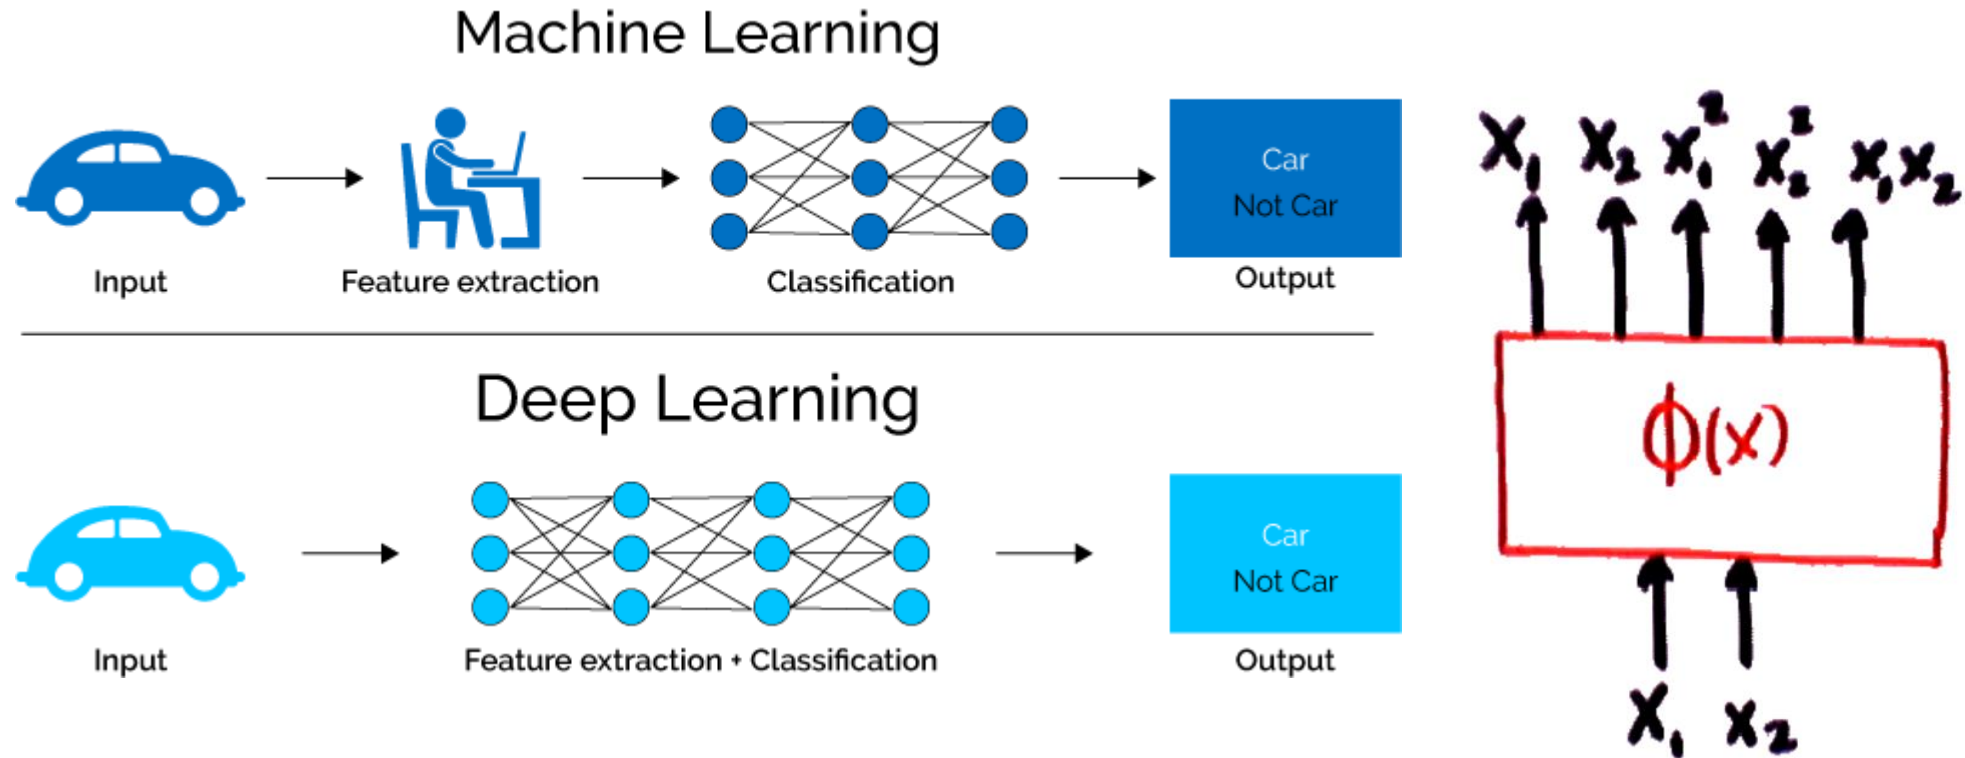 Machine Learning
Car
Not Car
Input
Feature extraction
Classification
Output
Deep Learning
Car
Not Car
Input
Feature extraction + Classification
Output
x₁ x₂ x₁² x₂² x₁x₂
ϕ(x)
x₁ x₂